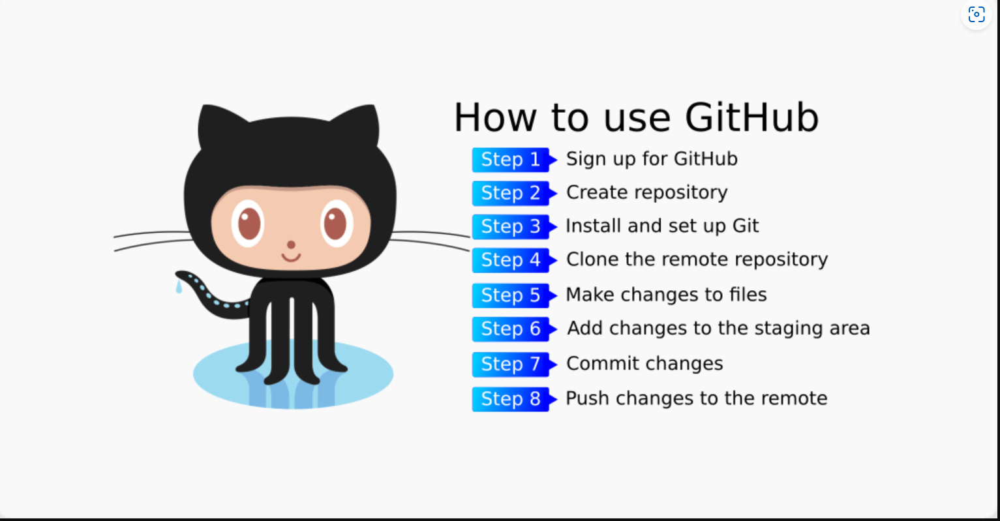 How to use GitHub
Step 1 Sign up for GitHub
Step 2 Create repository
Step 3 Install and set up Git
Step 4 Clone the remote repository
Step 5 Make changes to files
Step 6 Add changes to the staging area
Step 7 Commit changes
Step 8 Push changes to the remote